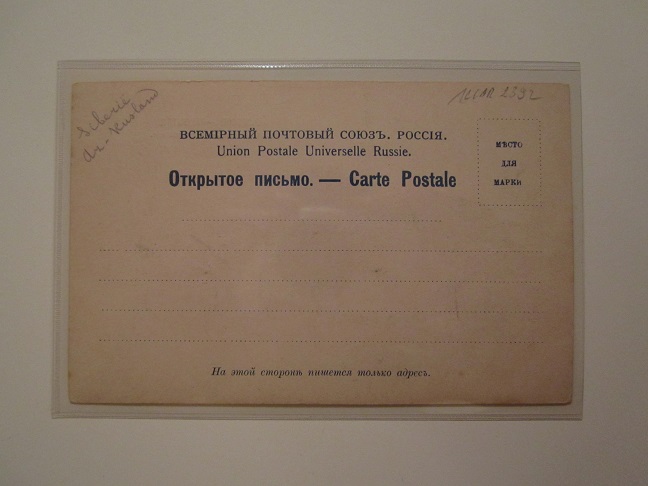 Siberië
ВСЕМІРНЫЙ ПОЧТОВЫЙ СОЮЗЪ. РОССІЯ.
Union Postale Universelle Russie.
Открытое письмо. — Carte Postale
МѢСТО
ДЛЯ
МАРКИ
На этой сторонѣ пишется только адресъ.